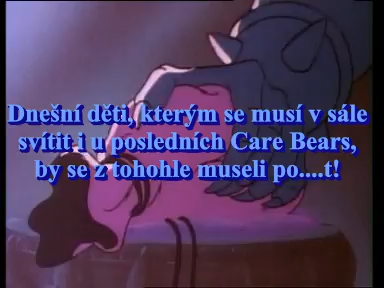 Dnešní děti, kterým se musí v sále
svítit i u posledních Care Bears,
by se z tohohle museli po....t!